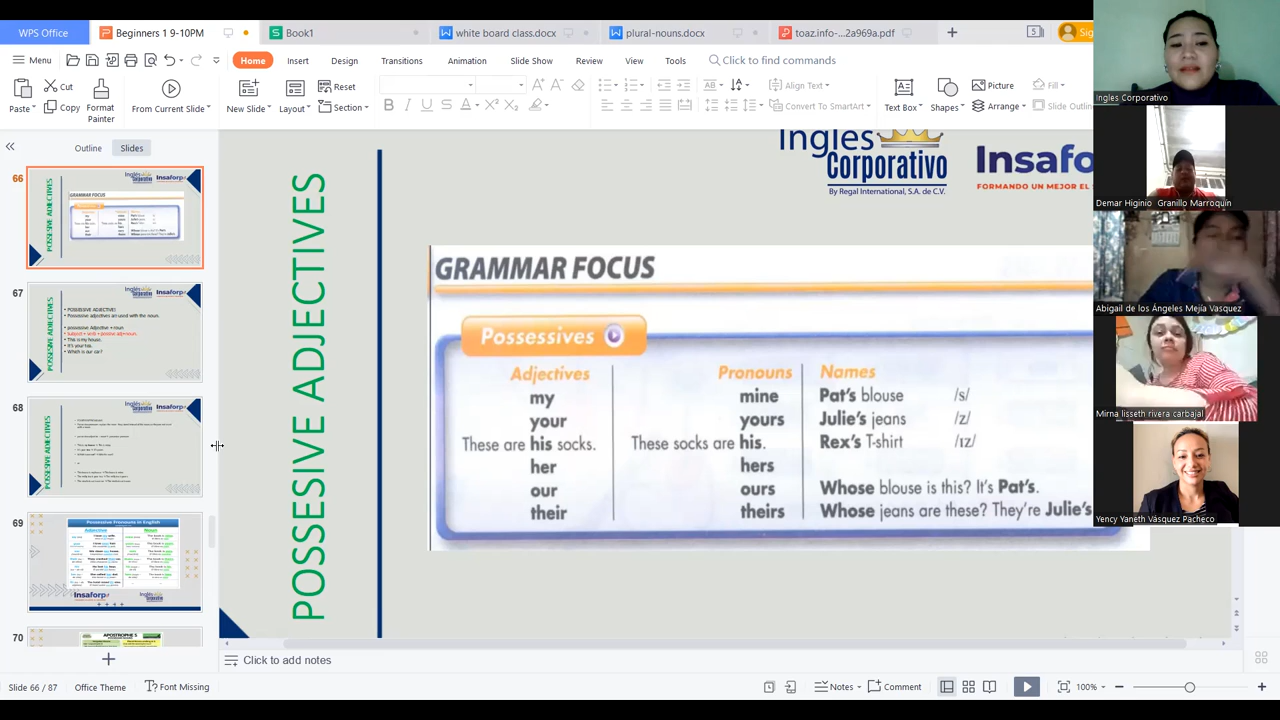 WPS Office
Beginners 1 9-10PM
Book1
white board class.docx
plural-nouns.docx
toaz.info-...2a969a.pdf
Menu
Home
Insert
Design
Transitions
Animation
Slide Show
Review
View
Tools
Click to find commands
Paste
Cut
Copy
Format Painter
From Current Slide
New Slide
Layout
Reset
Section
Align Text
Convert To SmartArt
Text Box
Shapes
Picture
Arrange
Fill
Slide Outlin
Outline
Slides
66
67
68
69
70
POSSESIVE ADJECTIVES
Inglés
Corporativo
By Regal International, S.A. de C.V.
Insafo
FORMANDO UN MEJOR EL S
GRAMMAR FOCUS
Possessives
Adjectives
my
your
These are his socks.
her
our
their
Pronouns
mine
yours
These socks are his.
hers
ours
theirs
Names
Pat's blouse /s/
Julie's jeans /z/
Rex's T-shirt /ız/
Whose blouse is this? It's Pat's.
Whose jeans are these? They're Julie's
Ingles Corporativo
Demar Higinio Granillo Marroquin
Abigail de los Ángeles Mejía Vasquez
Mirna lisseth rivera carbajal
Yency Yaneth Vásquez Pacheco
Click to add notes
Slide 66 / 87
Office Theme
Font Missing
Notes
Comment
100%